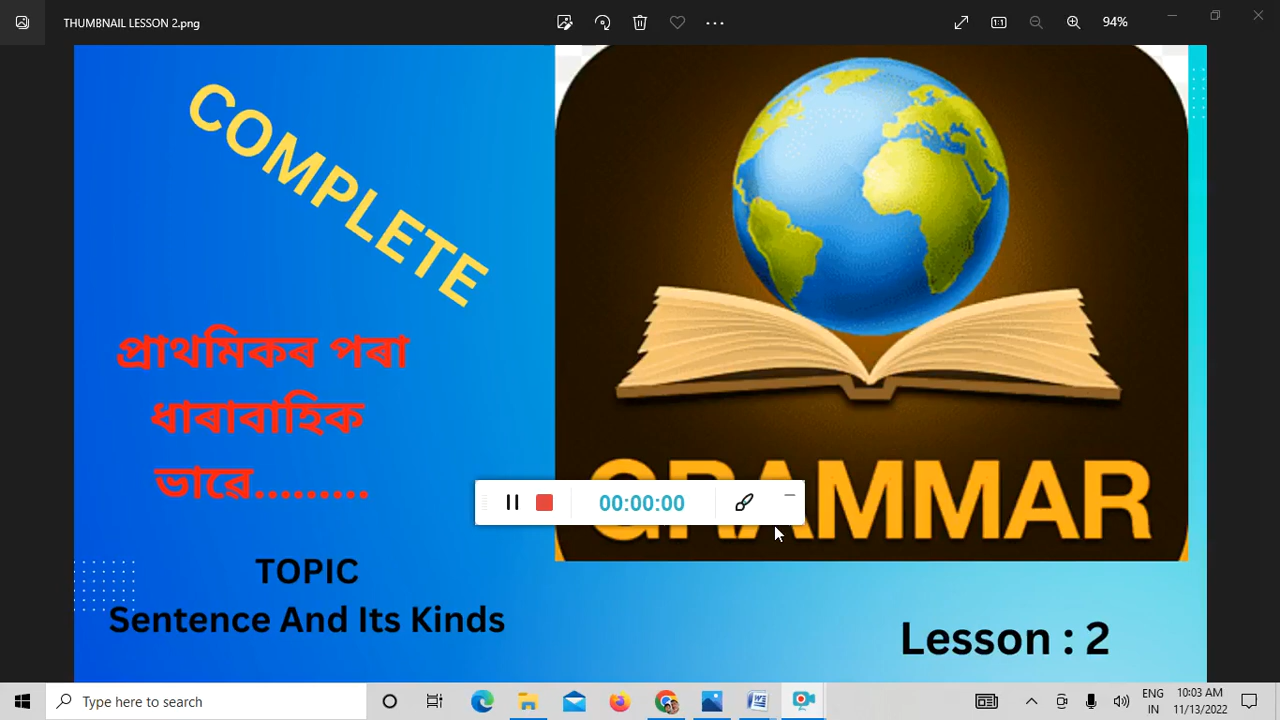 THUMBNAIL LESSON 2.png
94%
COMPLETE
প্ৰাথমিকৰ পৰা
ধাৰাবাহিক
ভাৱে.........
GRAMMAR
00:00:00
TOPIC
Sentence And Its Kinds
Lesson : 2
Type here to search
ENG
IN
10:03 AM
11/13/2022